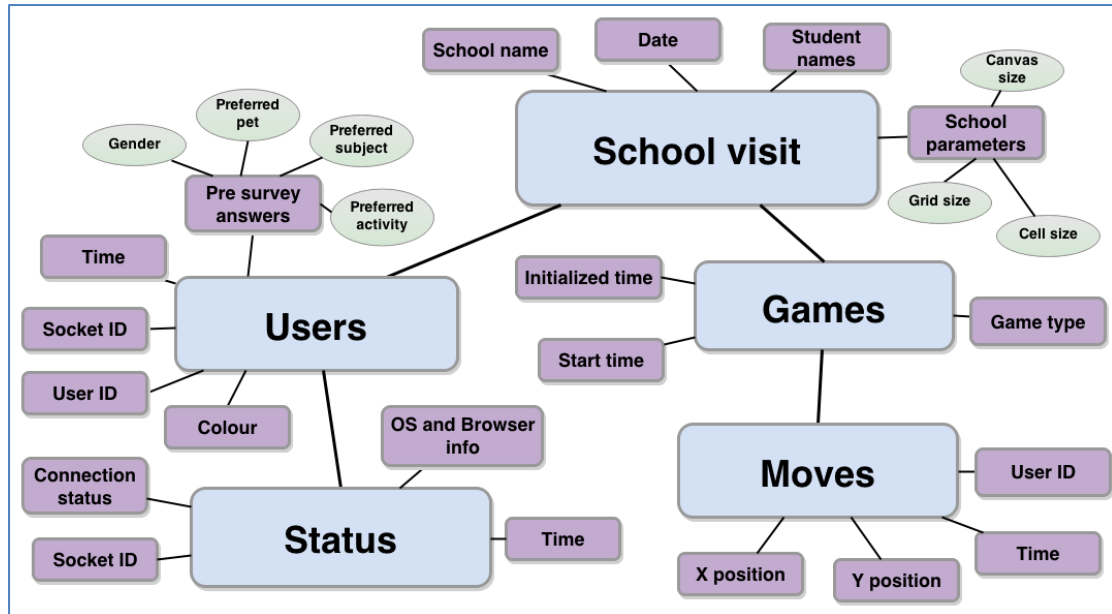 School name
Date
Student
names
Canvas
size
School
parameters
School visit
Grid size
Cell size
Preferred
pet
Gender
Preferred
subject
Pre survey
answers
Preferred
activity
Time
Socket ID
Users
User ID
Colour
Initialized time
Games
Game type
Start time
OS and Browser
info
Connection
status
Status
Socket ID
Time
Moves
User ID
X position
Y position
Time